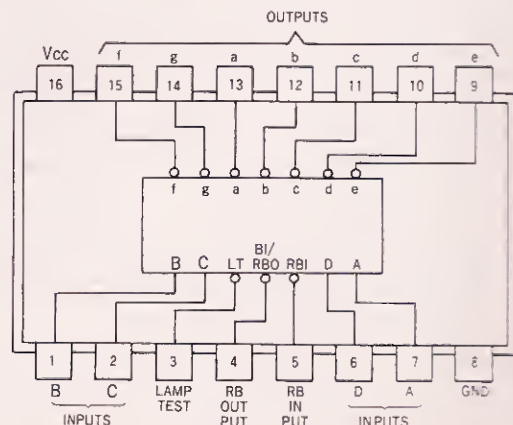 OUTPUTS
Vcc f g a b c d e
16 15 14 13 12 11 10 9
f g a b c d e
BI/
B C LT RBO RBI D A
1 2 3 4 5 6 7 8
B C LAMP TEST RB OUT PUT RB IN PUT D A GND
INPUTS INPUTS